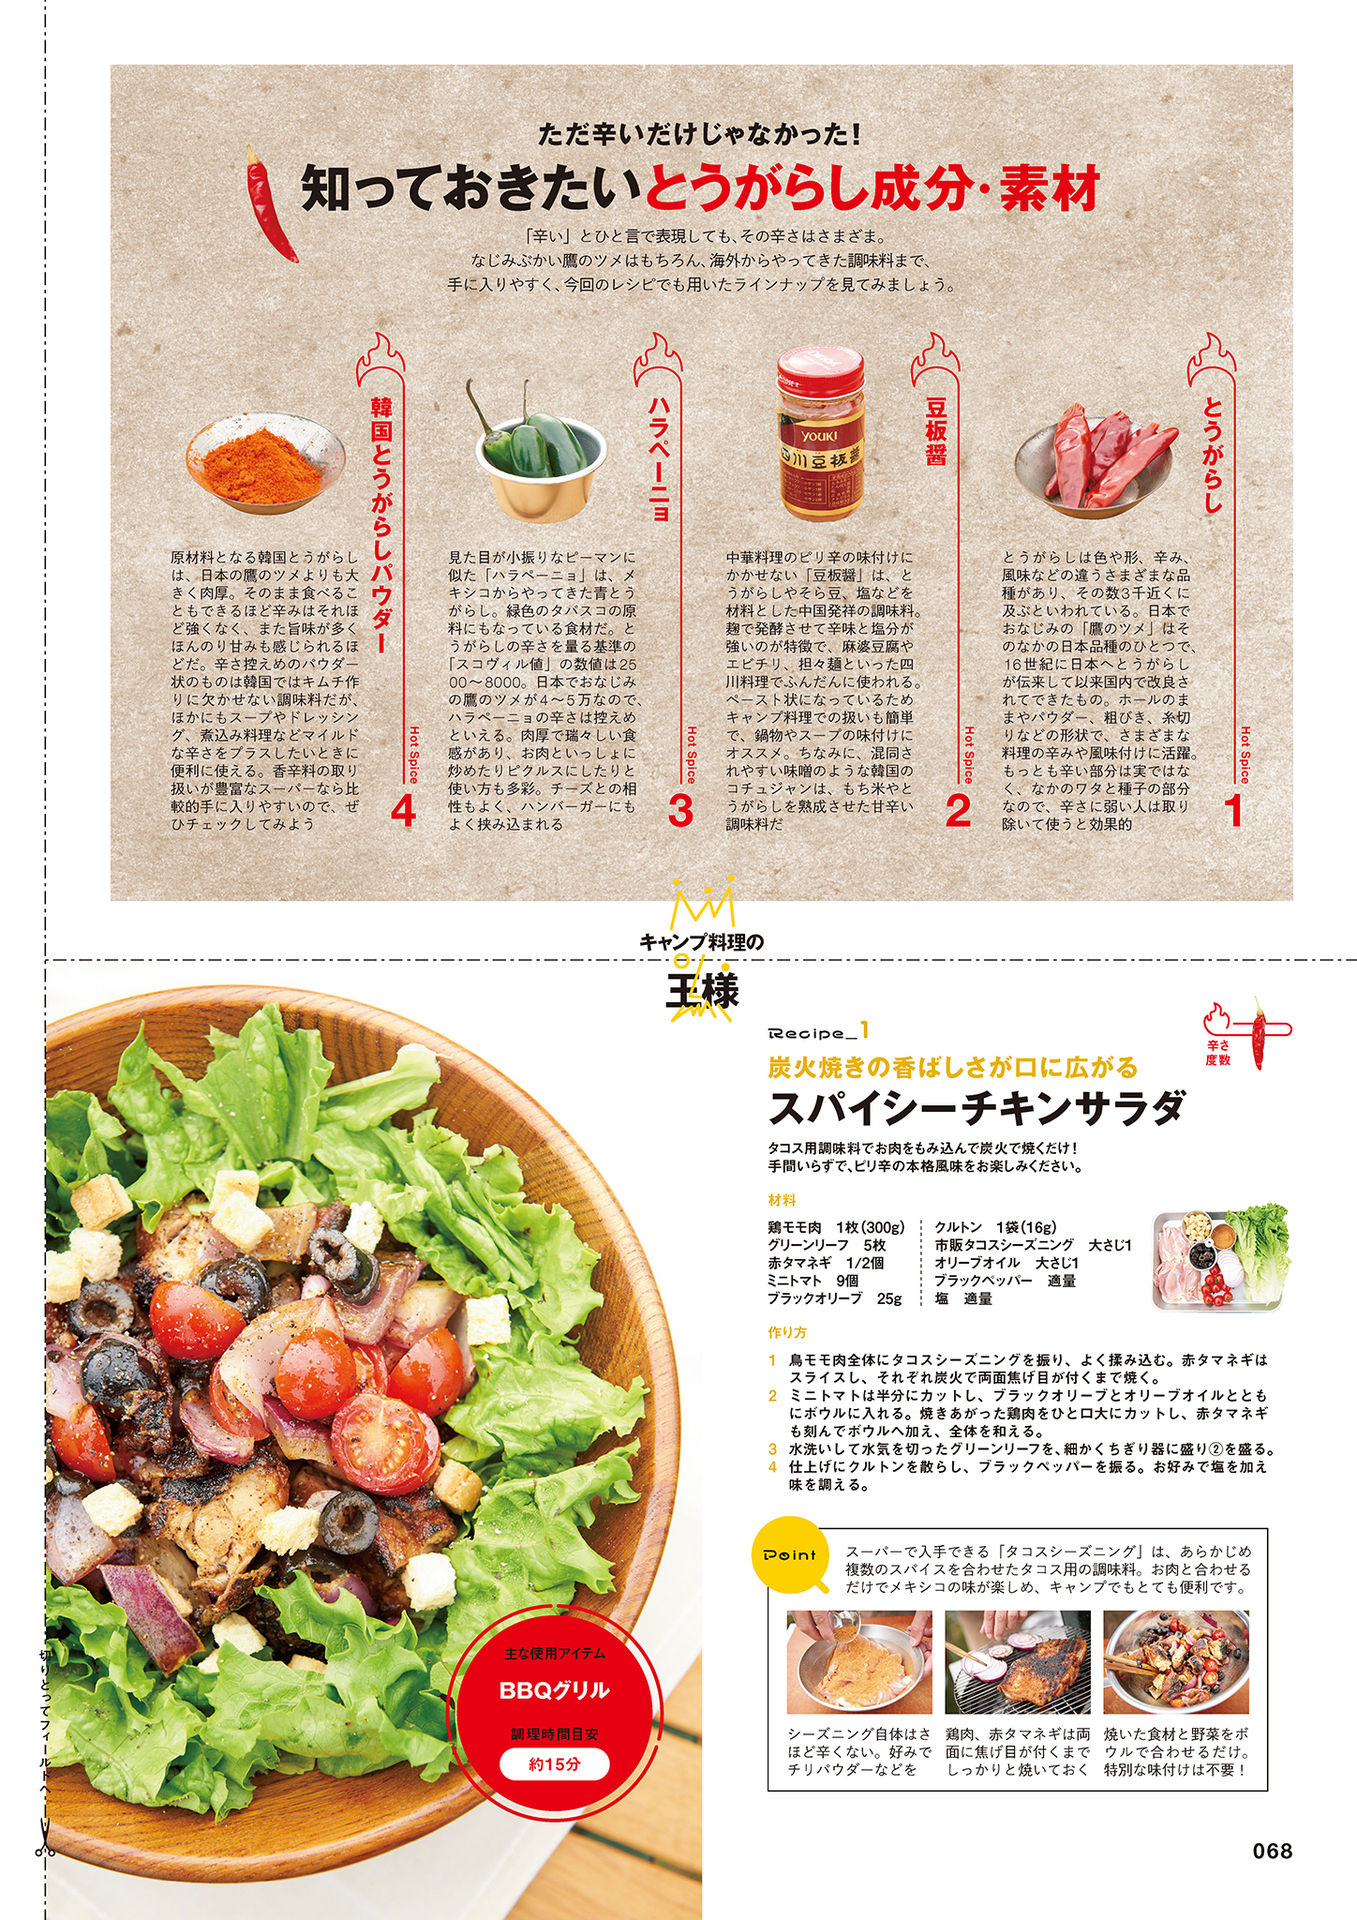 ただ辛いだけじゃなかった！
知っておきたいとうがらし成分・素材
「辛い」とひと言で表現しても、その辛さはさまざま。
なじみぶかい鷹のツメはもちろん、海外からやってきた調味料まで、
手に入りやすく、今回のレシピでも用いたラインナップを見てみましょう。
とうがらし
Hot Spice
1
とうがらしは色や形、辛み、
風味などの違うさまざまな品
種があり、その数3千近くに
及ぶといわれている。日本で
おなじみの「鷹のツメ」はそ
のなかの日本品種のひとつで、
16世紀に日本へとうがらし
が伝来して以来国内で改良さ
れてできたもの。ホールのま
まやパウダー、粗びき、糸切
りなどの形状で、さまざまな
料理の辛みや風味付けに活躍。
もっとも辛い部分は実ではな
く、なかのワタと種子の部分
なので、辛さに弱い人は取り
除いて使うと効果的
豆板醤
Hot Spice
2
YOUKI
四川豆板醤
中華料理のピリ辛の味付けに
かかせない「豆板醤」は、と
うがらしやそら豆、塩などを
材料とした中国発祥の調味料。
麹で発酵させて辛味と塩分が
強いのが特徴で、麻婆豆腐や
エビチリ、担々麺といった四
川料理でふんだんに使われる。
ペースト状になっているため
キャンプ料理での扱いも簡単
で、鍋物やスープの味付けに
オススメ。ちなみに、混同さ
れやすい味噌のような韓国の
コチュジャンは、もち米やと
うがらしを熟成させた甘辛い
調味料だ
ハラペーニョ
Hot Spice
3
見た目が小振りなピーマンに
似た「ハラペーニョ」は、メ
キシコからやってきた青とう
がらし。緑色のタバスコの原
料にもなっている食材だ。と
うがらしの辛さを量る基準の
「スコヴィル値」の数値は25
00～8000。日本でおなじみ
の鷹のツメが4～5万なので、
ハラペーニョの辛さは控えめ
といえる。肉厚で瑞々しい食
感があり、お肉といっしょに
炒めたりピクルスにしたりと
使い方も多彩。チーズとの相
性もよく、ハンバーガーにも
よく挟み込まれる
韓国とうがらしパウダー
Hot Spice
4
原材料となる韓国とうがらし
は、日本の鷹のツメよりも大
きく肉厚。そのまま食べるこ
ともできるほど辛みはそれほ
ど強くなく、また旨味が多く
ほんのり甘みも感じられるほ
どだ。辛さ控えめのパウダー
状のものは韓国ではキムチ作
りに欠かせない調味料だが、
ほかにもスープやドレッシン
グ、煮込み料理などマイルド
な辛さをプラスしたいときに
便利に使える。香辛料の取り
扱いが豊富なスーパーなら比
較的手に入りやすいので、ぜ
ひチェックしてみよう
キャンプ料理の
王様
Recipe_1
辛さ
度数
炭火焼きの香ばしさが口に広がる
スパイシーチキンサラダ
タコス用調味料でお肉をもみ込んで炭火で焼くだけ！
手間いらずで、ピリ辛の本格風味をお楽しみください。
材料
鶏モモ肉　1枚（300g）
グリーンリーフ　5枚
赤タマネギ　1/2個
ミニトマト　9個
ブラックオリーブ　25g
クルトン　1袋（16g）
市販タコスシーズニング　大さじ1
オリーブオイル　大さじ1
ブラックペッパー　適量
塩　適量
作り方
1　鳥モモ肉全体にタコスシーズニングを振り、よく揉み込む。赤タマネギは
スライスし、それぞれ炭火で両面焦げ目が付くまで焼く。
2　ミニトマトは半分にカットし、ブラックオリーブとオリーブオイルととも
にボウルに入れる。焼きあがった鶏肉をひと口大にカットし、赤タマネギ
も刻んでボウルへ加え、全体を和える。
3　水洗いして水気を切ったグリーンリーフを、細かくちぎり器に盛り②を盛る。
4　仕上げにクルトンを散らし、ブラックペッパーを振る。お好みで塩を加え
味を調える。
Point
スーパーで入手できる「タコスシーズニング」は、あらかじめ
複数のスパイスを合わせたタコス用の調味料。お肉と合わせる
だけでメキシコの味が楽しめ、キャンプでもとても便利です。
シーズニング自体はさ
ほど辛くない。好みで
チリパウダーなどを
鶏肉、赤タマネギは両
面に焦げ目が付くまで
しっかりと焼いておく
焼いた食材と野菜をボ
ウルで合わせるだけ。
特別な味付けは不要！
主な使用アイテム
BBQグリル
調理時間目安
約15分
切りとってフィールドへ
068